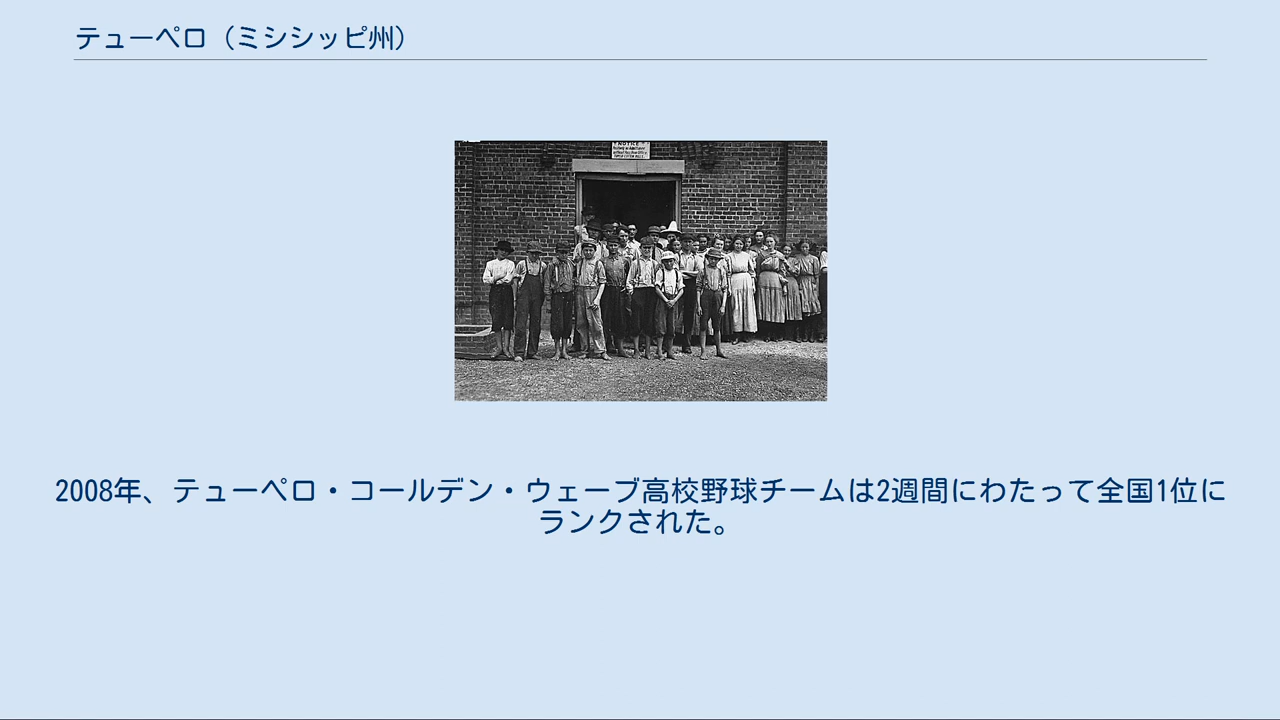 テューペロ（ミシシッピ州）
2008年、テューペロ・コールデン・ウェーブ高校野球チームは2週間にわたって全国1位に
ランクされた。